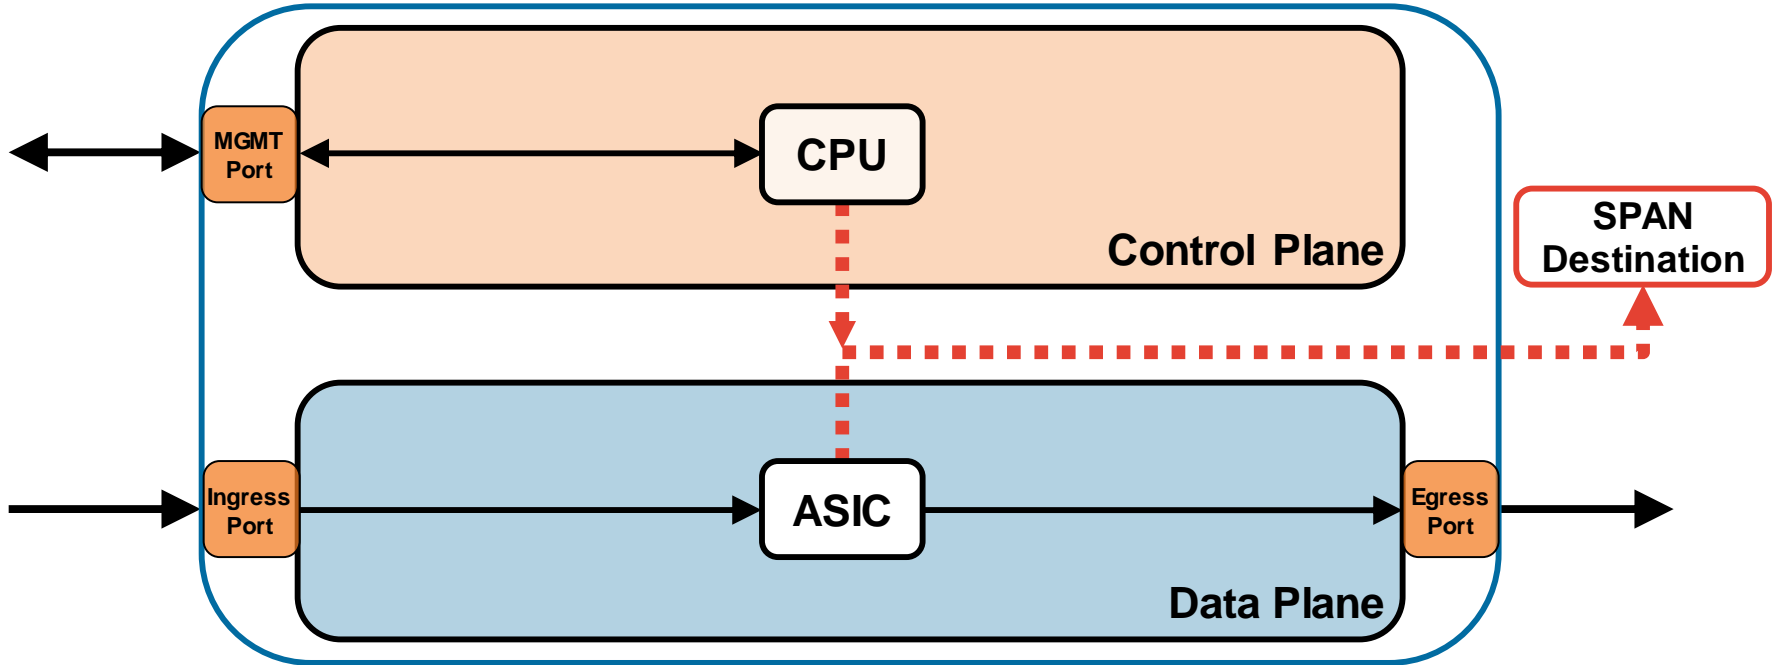 MGMT
Port
CPU
Control Plane
SPAN
Destination
Ingress
Port
ASIC
Egress
Port
Data Plane